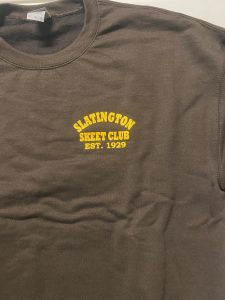 SLATINGTON
SKEET CLUB
EST. 1929